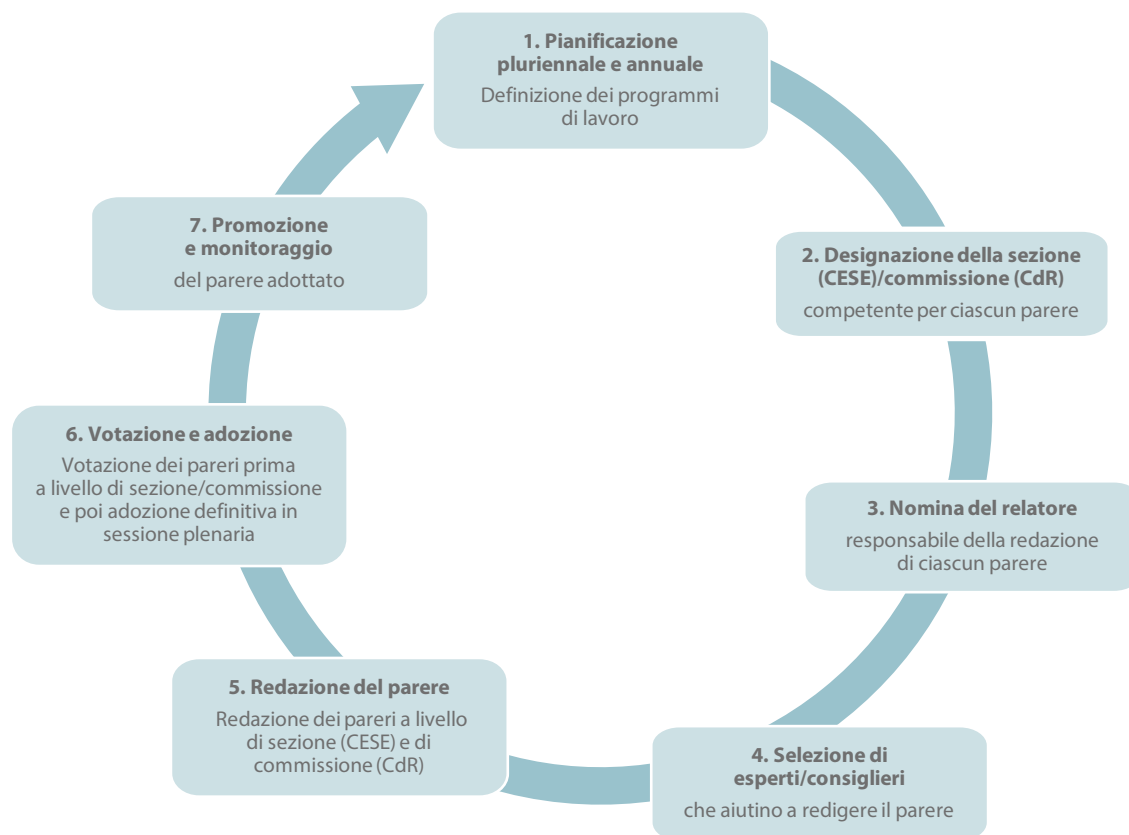 1. Pianificazione
pluriennale e annuale
Definizione dei programmi
di lavoro
2. Designazione della sezione
(CESE)/commissione (CdR)
competente per ciascun parere
3. Nomina del relatore
responsabile della redazione
di ciascun parere
4. Selezione di
esperti/consiglieri
che aiutino a redigere il parere
5. Redazione del parere
Redazione dei pareri a livello
di sezione (CESE) e di
commissione (CdR)
6. Votazione e adozione
Votazione dei pareri prima
a livello di sezione/commissione
e poi adozione definitiva in
sessione plenaria
7. Promozione
e monitoraggio
del parere adottato